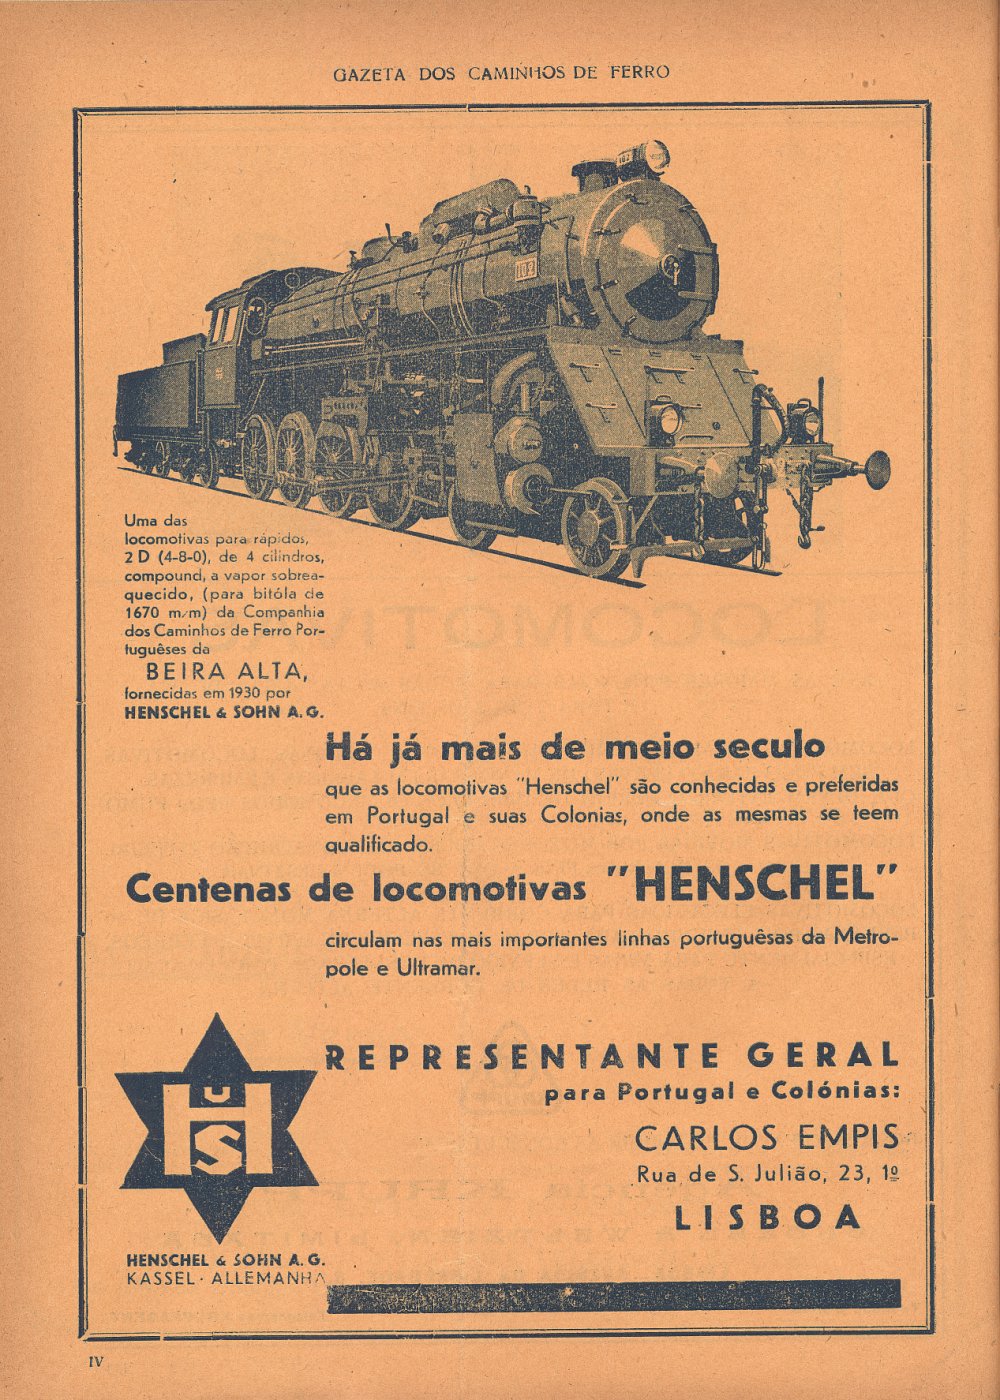 GAZETA DOS CAMINHOS DE FERRO
102
102
Uma das
locomotivas para rápidos,
2 D (4-8-0), de 4 cilindros,
compound, a vapor sobrea-
quecido, (para bitóla de
1670 m/m) da Companhia
dos Caminhos de Ferro Por-
tuguêses da
BEIRA ALTA,
fornecidas em 1930 por
HENSCHEL & SOHN A.G.
Há já mais de meio seculo
que as locomotivas "Henschel" são conhecidas e preferidas
em Portugal e suas Colonias, onde as mesmas se teem
qualificado.
Centenas de locomotivas "HENSCHEL"
circulam nas mais importantes linhas portuguêsas da Metro-
pole e Ultramar.
REPRESENTANTE GERAL
para Portugal e Colónias:
CARLOS EMPIS
Rua de S. Julião, 23, 1º
LISBOA
H u S
HENSCHEL & SOHN A.G.
KASSEL · ALLEMANHA
IV